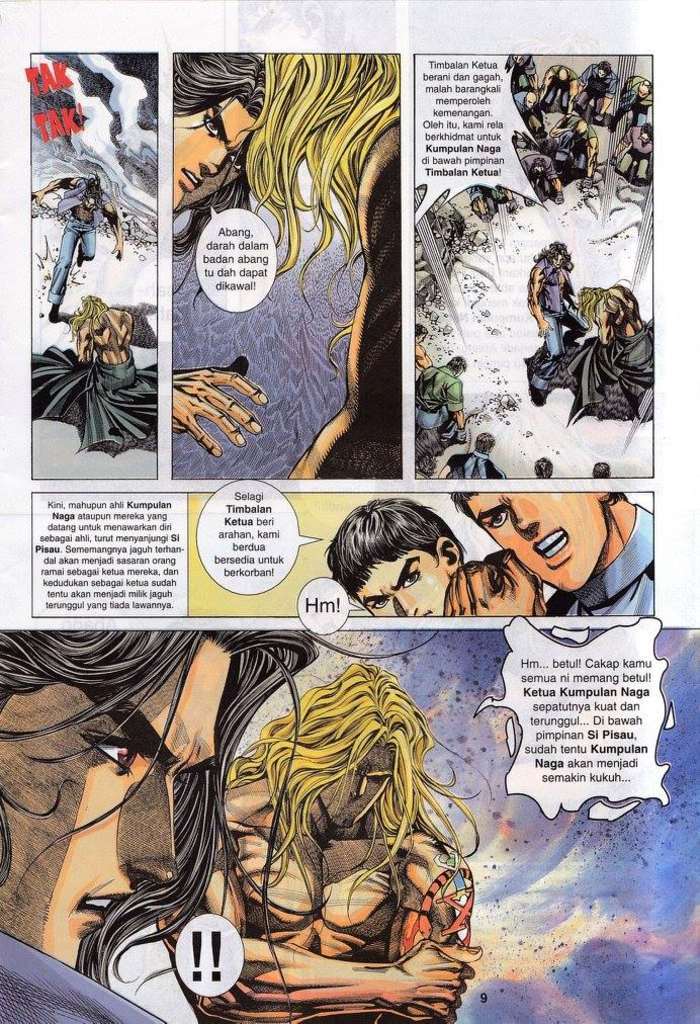 TAK
TAK!
Abang,
darah dalam
badan abang
tu dah dapat
dikawal!
Timbalan Ketua
berani dan gagah,
malah barangkali
memperoleh
kemenangan.
Oleh itu, kami rela
berkhidmat untuk
Kumpulan Naga
di bawah pimpinan
Timbalan Ketua!
Kini, mahupun ahli Kumpulan
Naga ataupun mereka yang
datang untuk menawarkan diri
sebagai ahli, turut menyanjungi Si
Pisau. Sememangnya jaguh terhan-
dal akan menjadi sasaran orang
ramai sebagai ketua mereka, dan
kedudukan sebagai ketua sudah
tentu akan menjadi milik jaguh
terunggul yang tiada lawannya.
Selagi
Timbalan
Ketua beri
arahan, kami
berdua
bersedia untuk
berkorban!
Hm!
Hm... betul! Cakap kamu
semua ni memang betul!
Ketua Kumpulan Naga
sepatutnya kuat dan
terunggul... Di bawah
pimpinan Si Pisau,
sudah tentu Kumpulan
Naga akan menjadi
semakin kukuh...
!!
9